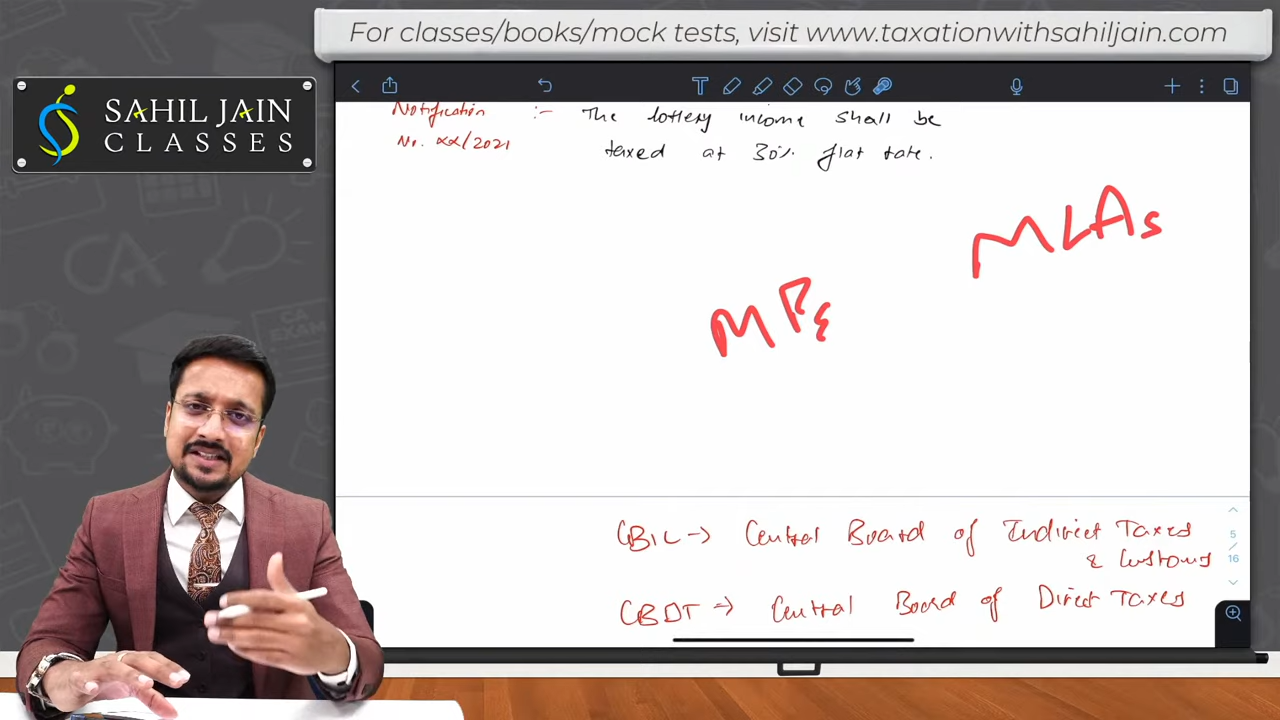 For classes/books/mock tests, visit www.taxationwithsahiljain.com
SAHIL JAIN
CLASSES
Notification :- The lottery income shall be
No. xx/2021 taxed at 30% flat rate.
MLAs
MPs
CBIC → Central Board of Indirect Taxes
& Customs
CBDT → Central Board of Direct Taxes
5
/
16